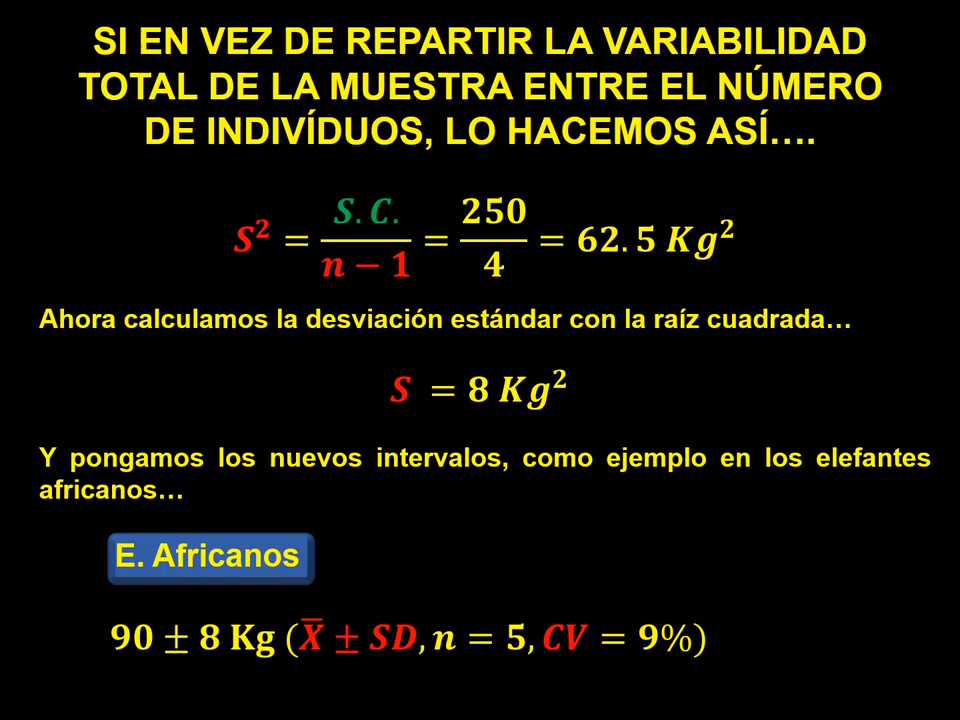 SI EN VEZ DE REPARTIR LA VARIABILIDAD
TOTAL DE LA MUESTRA ENTRE EL NÚMERO
DE INDIVÍDUOS, LO HACEMOS ASÍ….
S² = S.C./n − 1 = 250/4 = 62.5 Kg²
Ahora calculamos la desviación estándar con la raíz cuadrada…
S = 8 Kg²
Y pongamos los nuevos intervalos, como ejemplo en los elefantes
africanos…
E. Africanos
90 ± 8 Kg (X̅ ± SD, n = 5, CV = 9%)